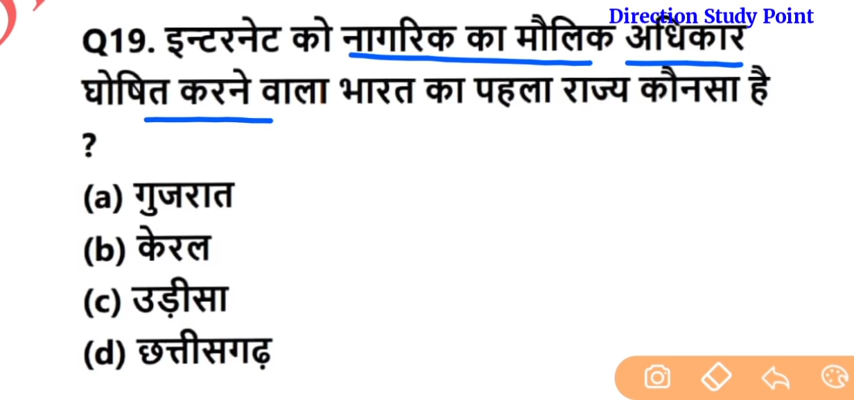 Direction Study Point
Q19. इन्टरनेट को नागरिक का मौलिक अधिकार
घोषित करने वाला भारत का पहला राज्य कौनसा है
?
(a) गुजरात
(b) केरल
(c) उड़ीसा
(d) छत्तीसगढ़